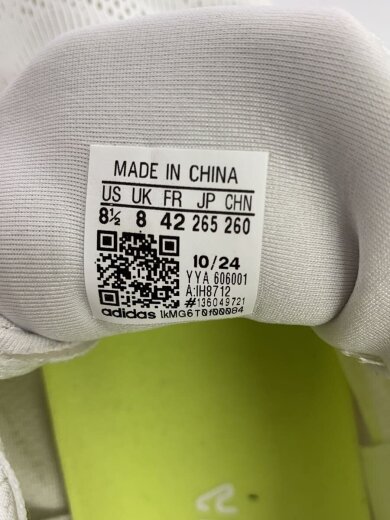 MADE IN CHINA
US UK FR JP CHN
8½ 8 42 265 260
10/24
YYA 606001
A:IH8712
#136049721
adidas IkMG6T0f00084